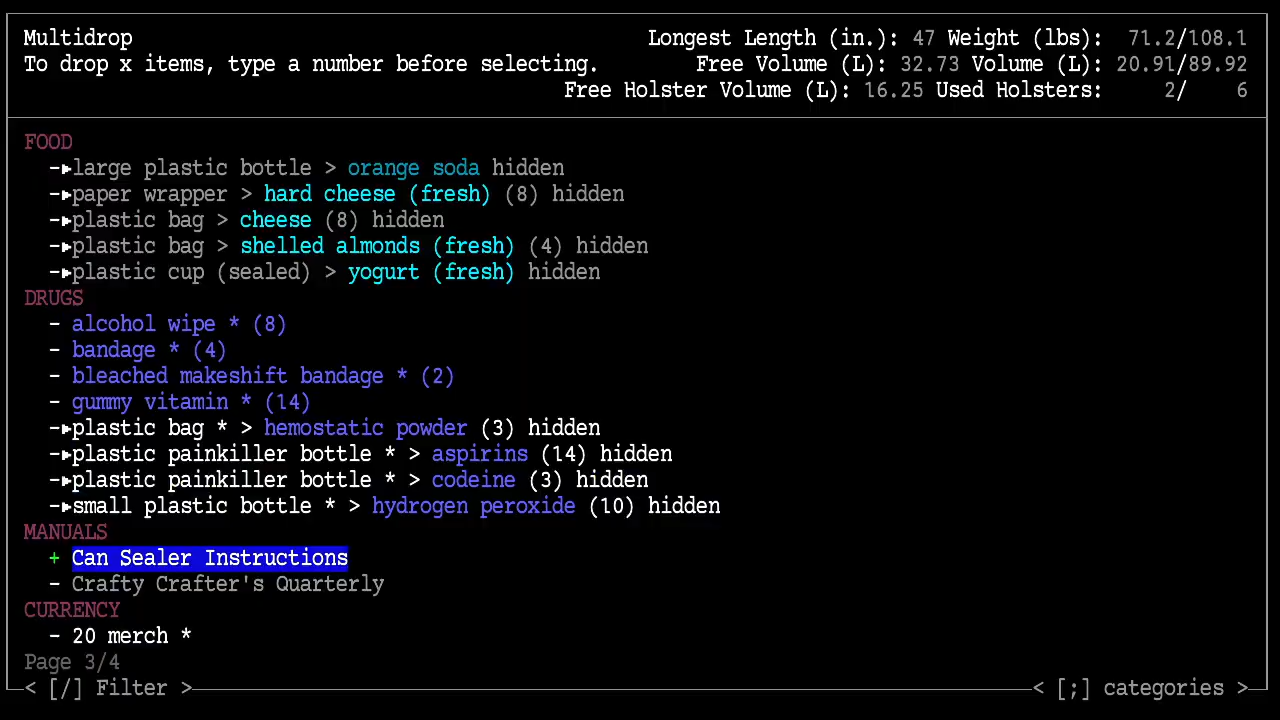 Multidrop Longest Length (in.): 47 Weight (lbs): 71.2/108.1
To drop x items, type a number before selecting. Free Volume (L): 32.73 Volume (L): 20.91/89.92
Free Holster Volume (L): 16.25 Used Holsters: 2/ 6
FOOD
-▸large plastic bottle > orange soda hidden
-▸paper wrapper > hard cheese (fresh) (8) hidden
-▸plastic bag > cheese (8) hidden
-▸plastic bag > shelled almonds (fresh) (4) hidden
-▸plastic cup (sealed) > yogurt (fresh) hidden
DRUGS
- alcohol wipe * (8)
- bandage * (4)
- bleached makeshift bandage * (2)
- gummy vitamin * (14)
-▸plastic bag * > hemostatic powder (3) hidden
-▸plastic painkiller bottle * > aspirins (14) hidden
-▸plastic painkiller bottle * > codeine (3) hidden
-▸small plastic bottle * > hydrogen peroxide (10) hidden
MANUALS
+ Can Sealer Instructions
- Crafty Crafter's Quarterly
CURRENCY
- 20 merch *
Page 3/4
< [/] Filter > < [;] categories >